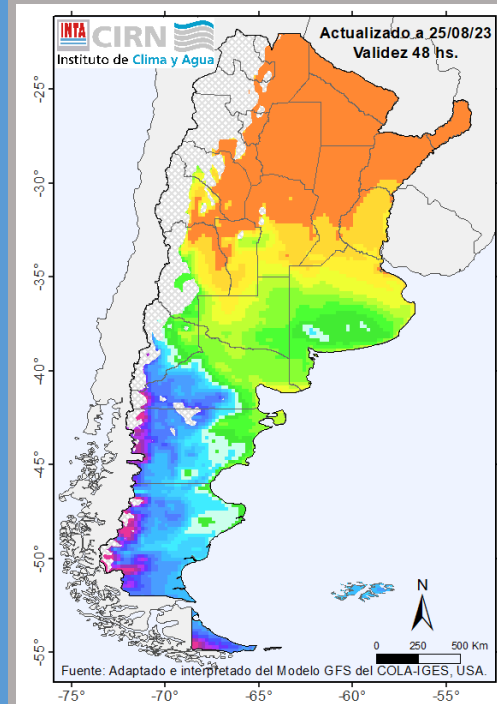 INTA CIRN
Instituto de Clima y Agua
Actualizado a 25/08/23
Validez 48 hs.
-25°
-30°
-35°
-40°
-45°
-50°
-55°
N
0 250 500 Km
Fuente: Adaptado e interpretado del Modelo GFS del COLA-IGES, USA.
-75° -70° -65° -60° -55°